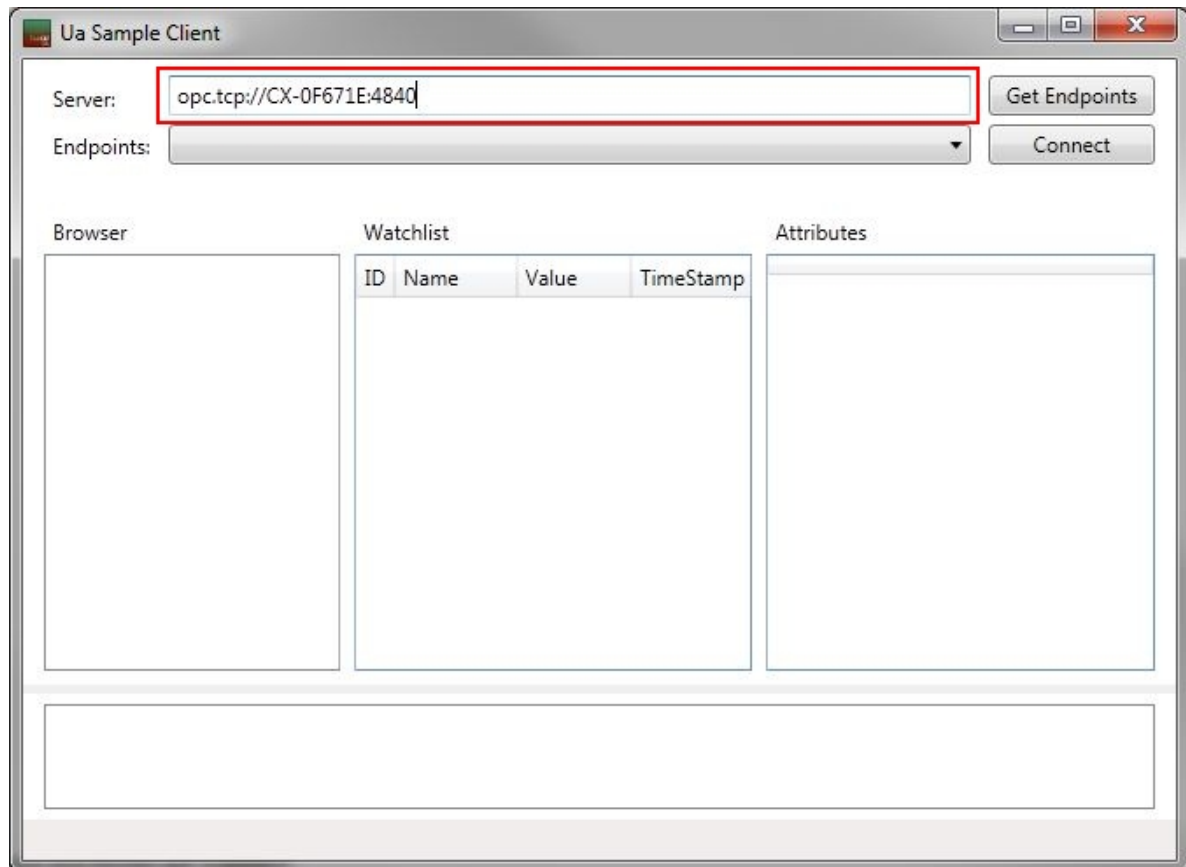 Ua Sample Client
Server: opc.tcp://CX-0F671E:4840 Get Endpoints
Endpoints: Connect
Browser Watchlist Attributes
ID Name Value TimeStamp